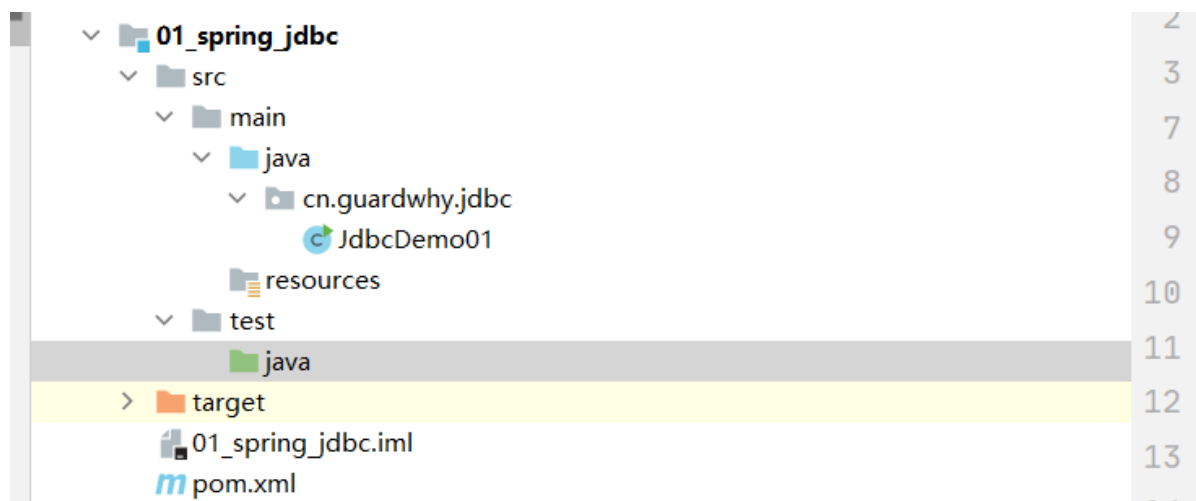 01_spring_jdbc
src
main
java
cn.guardwhy.jdbc
JdbcDemo01
resources
test
java
target
01_spring_jdbc.iml
pom.xml
2
3
7
8
9
10
11
12
13